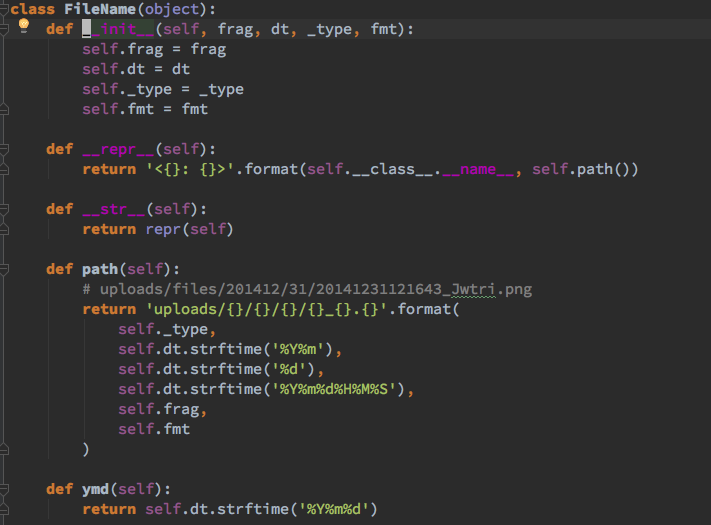 class FileName(object):
    def __init__(self, frag, dt, _type, fmt):
        self.frag = frag
        self.dt = dt
        self._type = _type
        self.fmt = fmt

    def __repr__(self):
        return '<{}: {}>'.format(self.__class__.__name__, self.path())

    def __str__(self):
        return repr(self)

    def path(self):
        # uploads/files/201412/31/20141231121643_Jwtri.png
        return 'uploads/{}/{}/{}/{}_{}.{}'.format(
            self._type,
            self.dt.strftime('%Y%m'),
            self.dt.strftime('%d'),
            self.dt.strftime('%Y%m%d%H%M%S'),
            self.frag,
            self.fmt
        )

    def ymd(self):
        return self.dt.strftime('%Y%m%d')